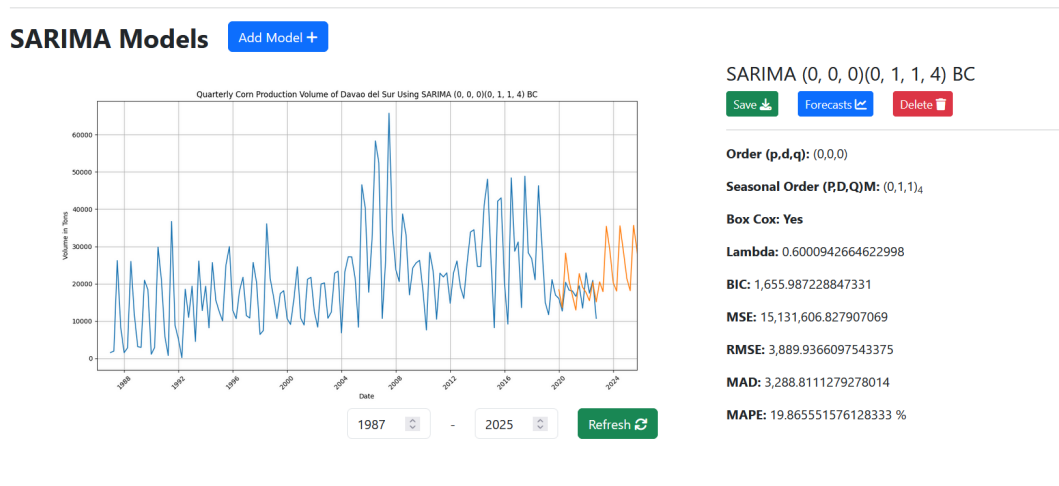 SARIMA Models
Add Model +
Quarterly Corn Production Volume of Davao del Sur Using SARIMA (0, 0, 0)(0, 1, 1, 4) BC
60000
50000
40000
30000
20000
10000
0
Volume in Tons
1988 1992 1996 2000 2004 2008 2012 2016 2020 2024
Date
1987 - 2025 Refresh
SARIMA (0, 0, 0)(0, 1, 1, 4) BC
Save Forecasts Delete
Order (p,d,q): (0,0,0)
Seasonal Order (P,D,Q)M: (0,1,1)₄
Box Cox: Yes
Lambda: 0.6000942664622998
BIC: 1,655.987228847331
MSE: 15,131,606.827907069
RMSE: 3,889.9366097543375
MAD: 3,288.8111279278014
MAPE: 19.865551576128333 %